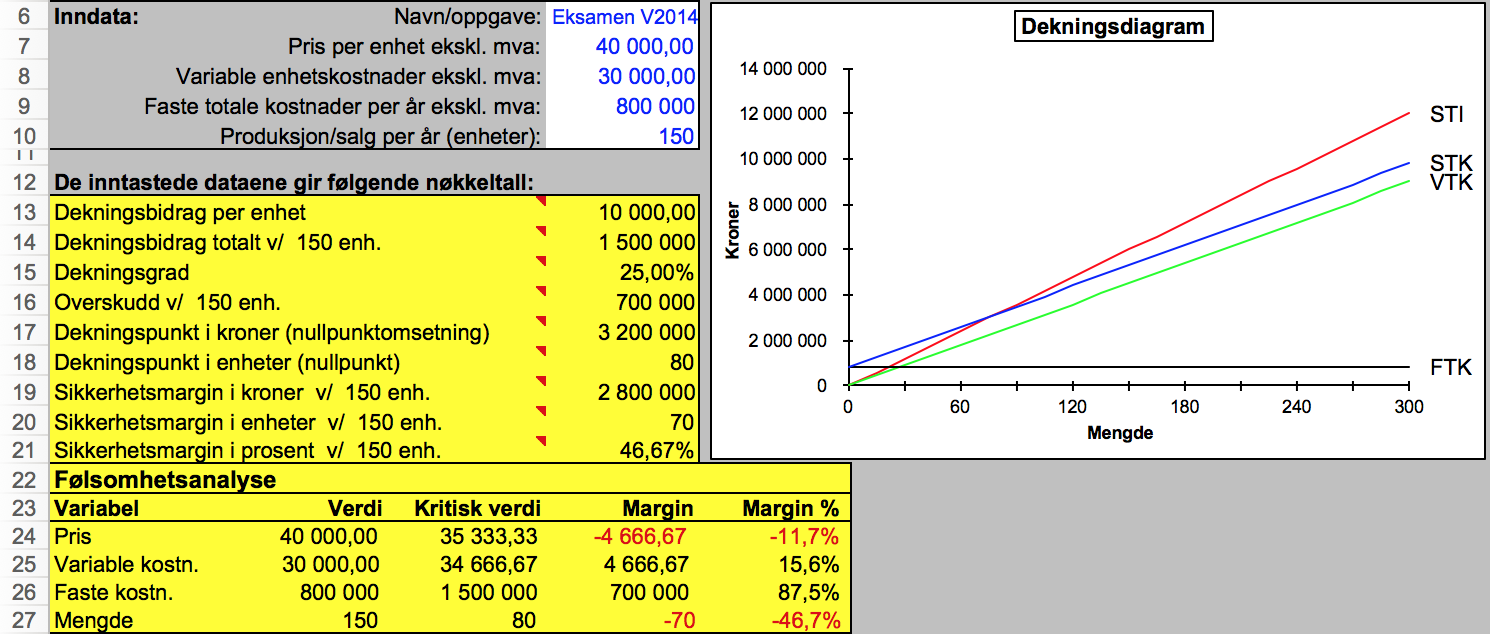 6 Inndata: Navn/oppgave: Eksamen V2014
7 Pris per enhet ekskl. mva: 40 000,00
8 Variable enhetskostnader ekskl. mva: 30 000,00
9 Faste totale kostnader per år ekskl. mva: 800 000
10 Produksjon/salg per år (enheter): 150
11
12 De inntastede dataene gir følgende nøkkeltall:
13 Dekningsbidrag per enhet 10 000,00
14 Dekningsbidrag totalt v/ 150 enh. 1 500 000
15 Dekningsgrad 25,00%
16 Overskudd v/ 150 enh. 700 000
17 Dekningspunkt i kroner (nullpunktomsetning) 3 200 000
18 Dekningspunkt i enheter (nullpunkt) 80
19 Sikkerhetsmargin i kroner v/ 150 enh. 2 800 000
20 Sikkerhetsmargin i enheter v/ 150 enh. 70
21 Sikkerhetsmargin i prosent v/ 150 enh. 46,67%
22 Følsomhetsanalyse
23 Variabel Verdi Kritisk verdi Margin Margin %
24 Pris 40 000,00 35 333,33 -4 666,67 -11,7%
25 Variable kostn. 30 000,00 34 666,67 4 666,67 15,6%
26 Faste kostn. 800 000 1 500 000 700 000 87,5%
27 Mengde 150 80 -70 -46,7%
Dekningsdiagram
14 000 000
12 000 000
10 000 000
8 000 000
6 000 000
4 000 000
2 000 000
0
Kroner
STI
STK
VTK
FTK
0 60 120 180 240 300
Mengde